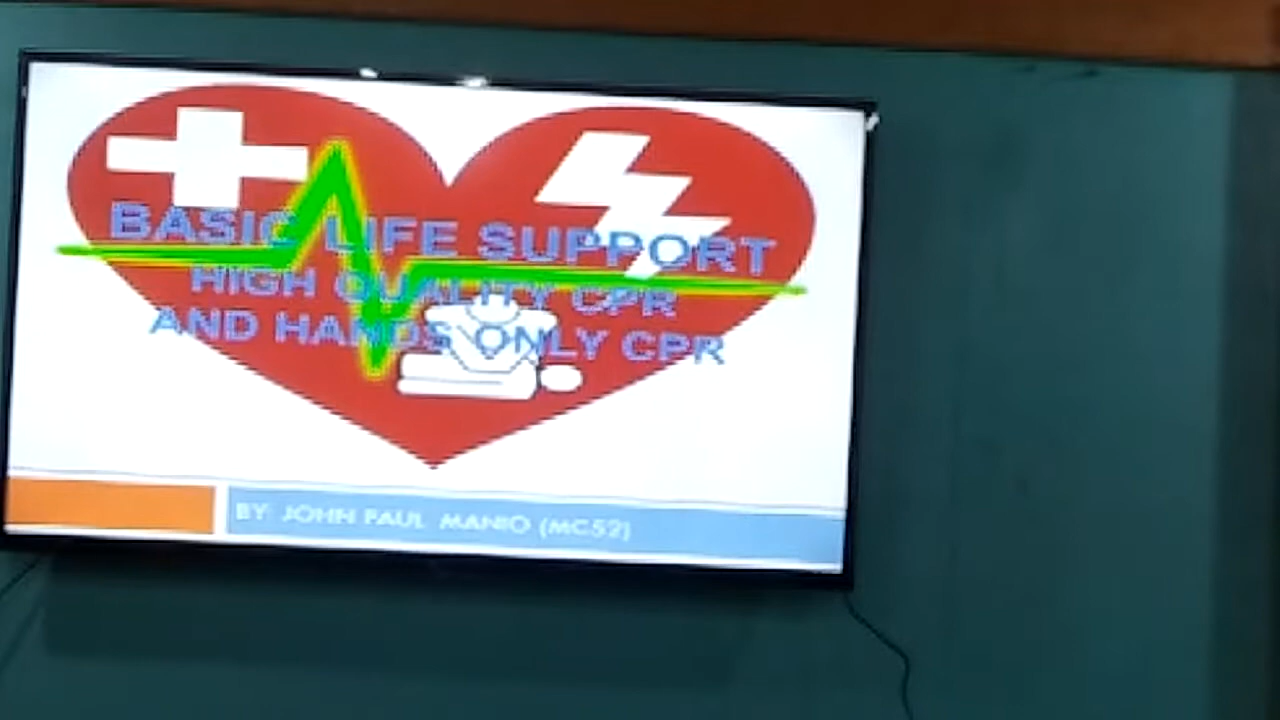 BASIC LIFE SUPPORT
HIGH QUALITY CPR
AND HANDS ONLY CPR
BY: JOHN PAUL MANIO (MC52)